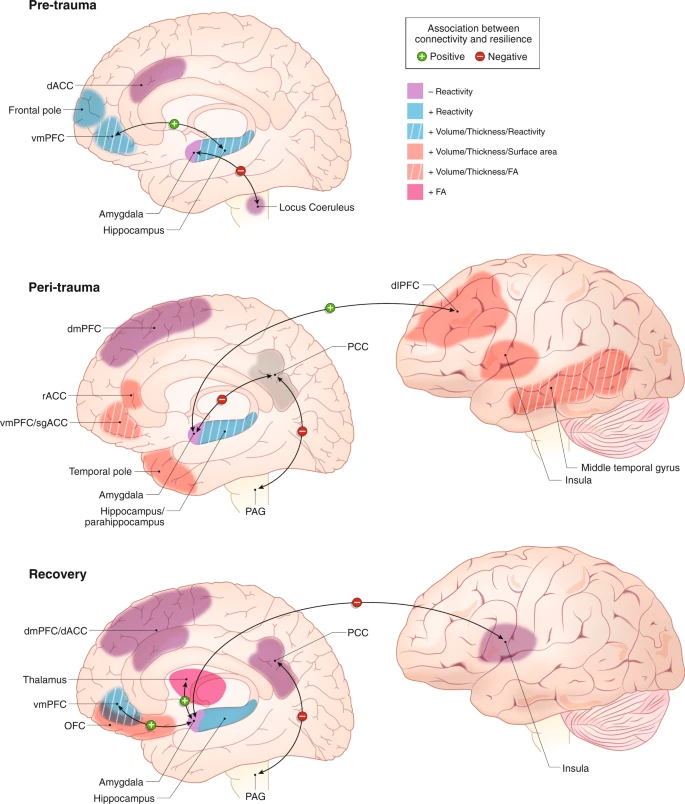 Pre-trauma
Association between
connectivity and resilience
+ Positive − Negative
− Reactivity
+ Reactivity
+ Volume/Thickness/Reactivity
+ Volume/Thickness/Surface area
+ Volume/Thickness/FA
+ FA
dACC
Frontal pole
vmPFC
+
−
Amygdala
Hippocampus
Locus Coeruleus
Peri-trauma
dlPFC
+
dmPFC
PCC
rACC
−
vmPFC/sgACC
−
Temporal pole
Amygdala
Hippocampus/
parahippocampus
PAG
Middle temporal gyrus
Insula
Recovery
−
dmPFC/dACC
PCC
Thalamus
+
vmPFC
−
OFC
+
Amygdala
Hippocampus
PAG
Insula